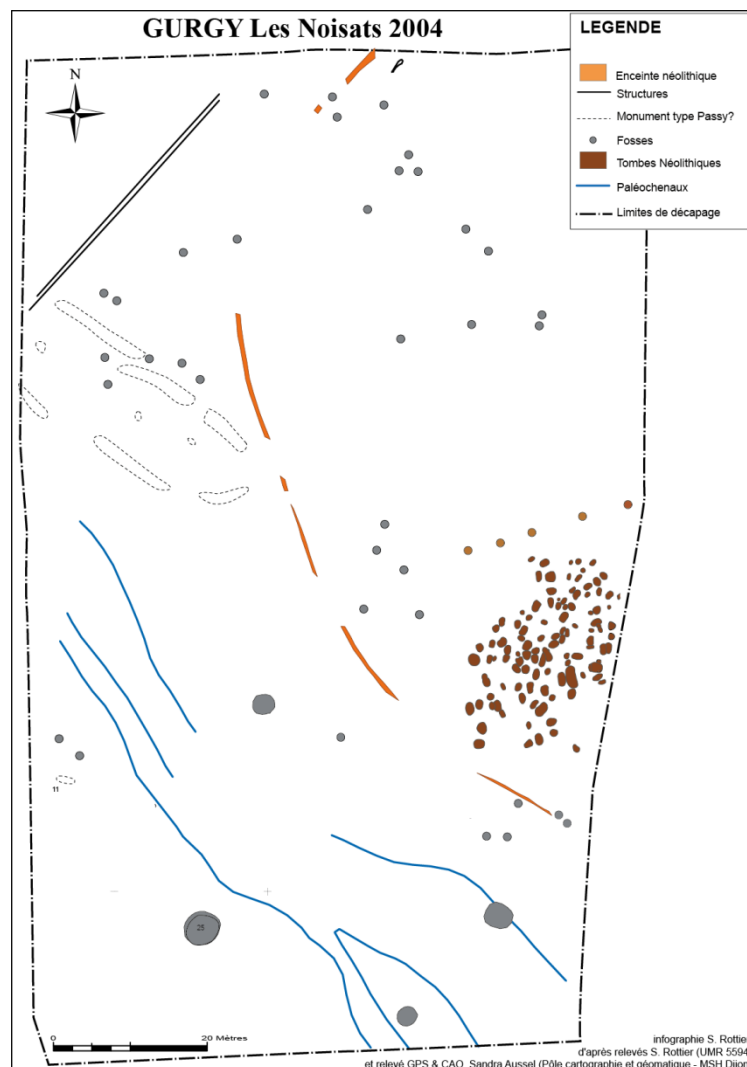 GURGY Les Noisats 2004
LEGENDE
Enceinte néolithique
Structures
Monument type Passy?
Fosses
Tombes Néolithiques
Paléochenaux
Limites de décapage
N
11
25
0
20 Mètres
infographie S. Rottie
d'après relevés S. Rottier (UMR 5594
et relevé GPS & CAO Sandra Aussel (Pôle cartographie et géomatique - MSH Dijon